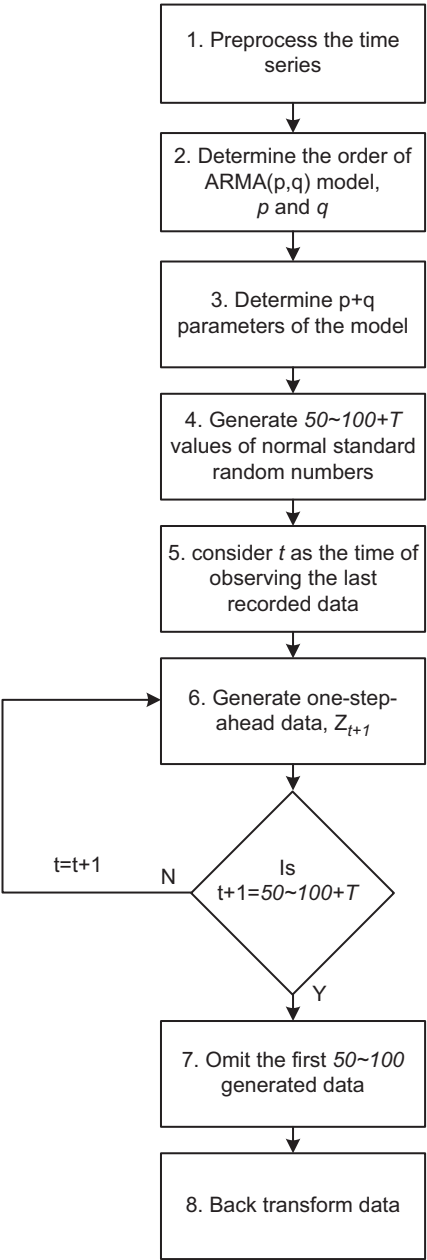 1. Preprocess the time
series
2. Determine the order of
ARMA(p,q) model,
p and q
3. Determine p+q
parameters of the model
4. Generate 50~100+T
values of normal standard
random numbers
5. consider t as the time of
observing the last
recorded data
6. Generate one-step-
ahead data, Zt+1
t=t+1
N
Is
t+1=50~100+T
Y
7. Omit the first 50~100
generated data
8. Back transform data